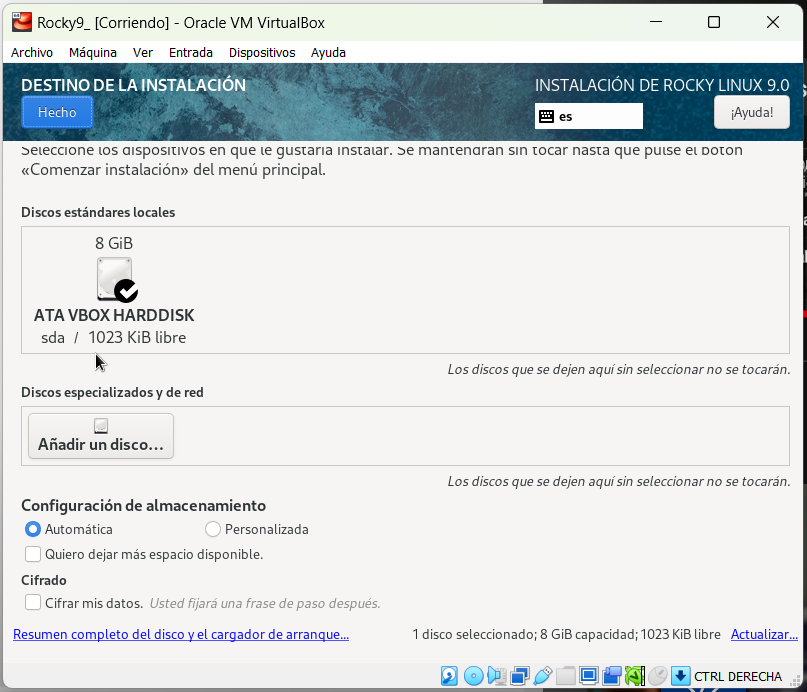 Rocky9_ [Corriendo] - Oracle VM VirtualBox
Archivo Máquina Ver Entrada Dispositivos Ayuda
DESTINO DE LA INSTALACIÓN
INSTALACIÓN DE ROCKY LINUX 9.0
Hecho
es
¡Ayuda!
Seleccione los dispositivos en que le gustaría instalar. Se mantendrán sin tocar hasta que pulse el botón
«Comenzar instalación» del menú principal.
Discos estándares locales
8 GiB
ATA VBOX HARDDISK
sda / 1023 KiB libre
Los discos que se dejen aquí sin seleccionar no se tocarán.
Discos especializados y de red
Añadir un disco...
Los discos que se dejen aquí sin seleccionar no se tocarán.
Configuración de almacenamiento
Automática Personalizada
Quiero dejar más espacio disponible.
Cifrado
Cifrar mis datos. Usted fijará una frase de paso después.
Resumen completo del disco y el cargador de arranque... 1 disco seleccionado; 8 GiB capacidad; 1023 KiB libre Actualizar...
CTRL DERECHA